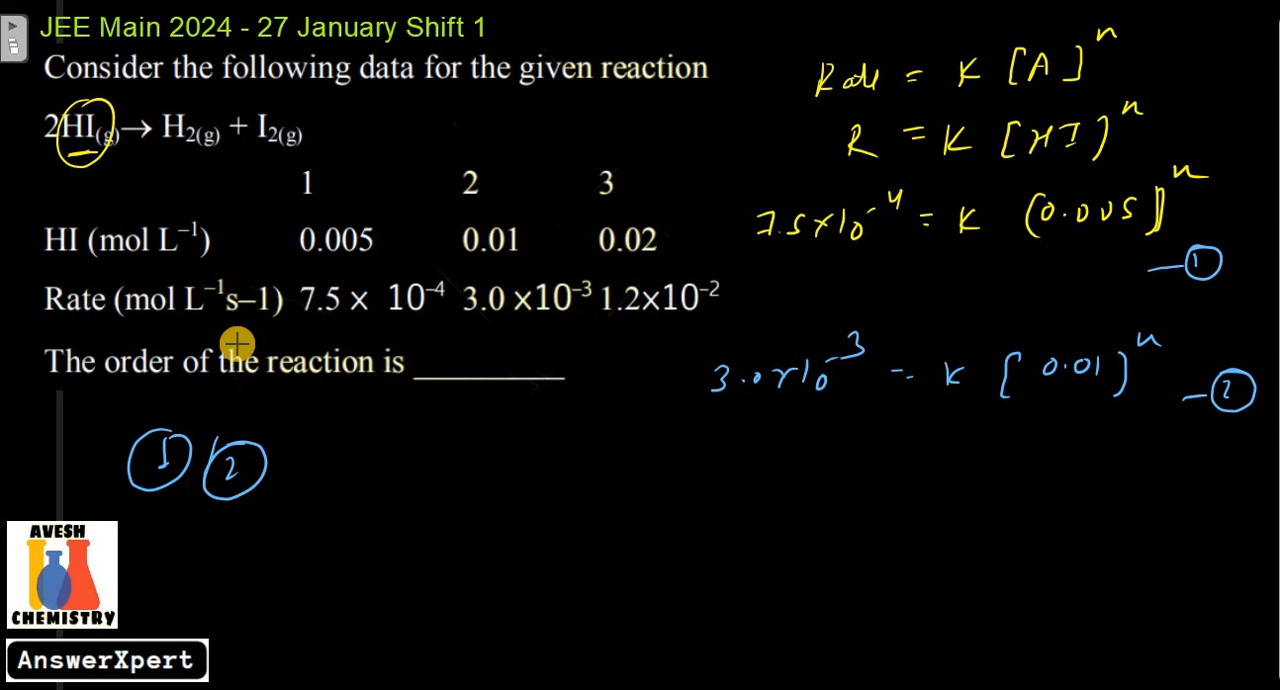 JEE Main 2024 - 27 January Shift 1
Consider the following data for the given reaction
2HI(g)→ H2(g) + I2(g)
1 2 3
HI (mol L⁻¹) 0.005 0.01 0.02
Rate (mol L⁻¹s–1) 7.5 × 10⁻⁴ 3.0 ×10⁻³ 1.2×10⁻²
The order of the reaction is __________
① ②
Rate = K [A]ⁿ
R = K [HI]ⁿ
7.5×10⁻⁴ = K (0.005)ⁿ
—①
3.0×10⁻³ = K [0.01]ⁿ
—②
AVESH
CHEMISTRY
AnswerXpert